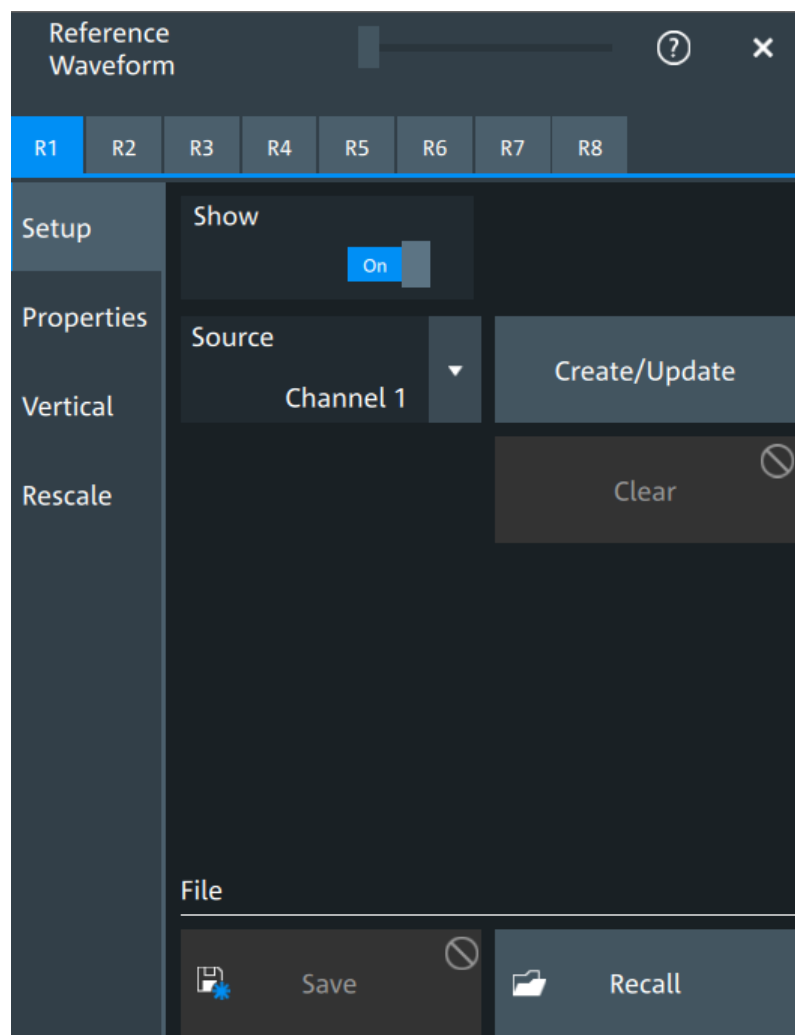 Reference
Waveform
?
R1 R2 R3 R4 R5 R6 R7 R8
Setup
Show
On
Properties
Source
Channel 1
Create/Update
Vertical
Clear
Rescale
File
Save
Recall